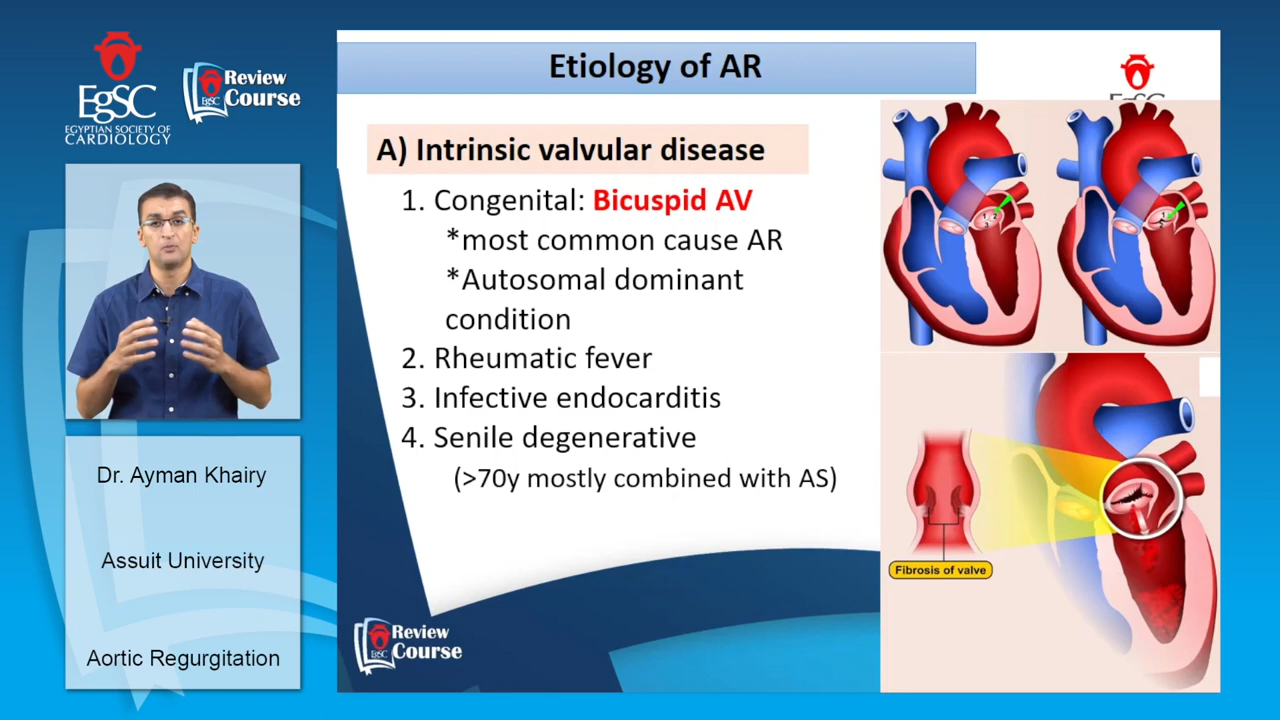 EgSC
EGYPTIAN SOCIETY OF
CARDIOLOGY
Review
Course
EgSC
Dr. Ayman Khairy
Assuit University
Aortic Regurgitation
Etiology of AR
A) Intrinsic valvular disease
1. Congenital: Bicuspid AV
*most common cause AR
*Autosomal dominant
condition
2. Rheumatic fever
3. Infective endocarditis
4. Senile degenerative
(>70y mostly combined with AS)
Fibrosis of valve
Review
Course